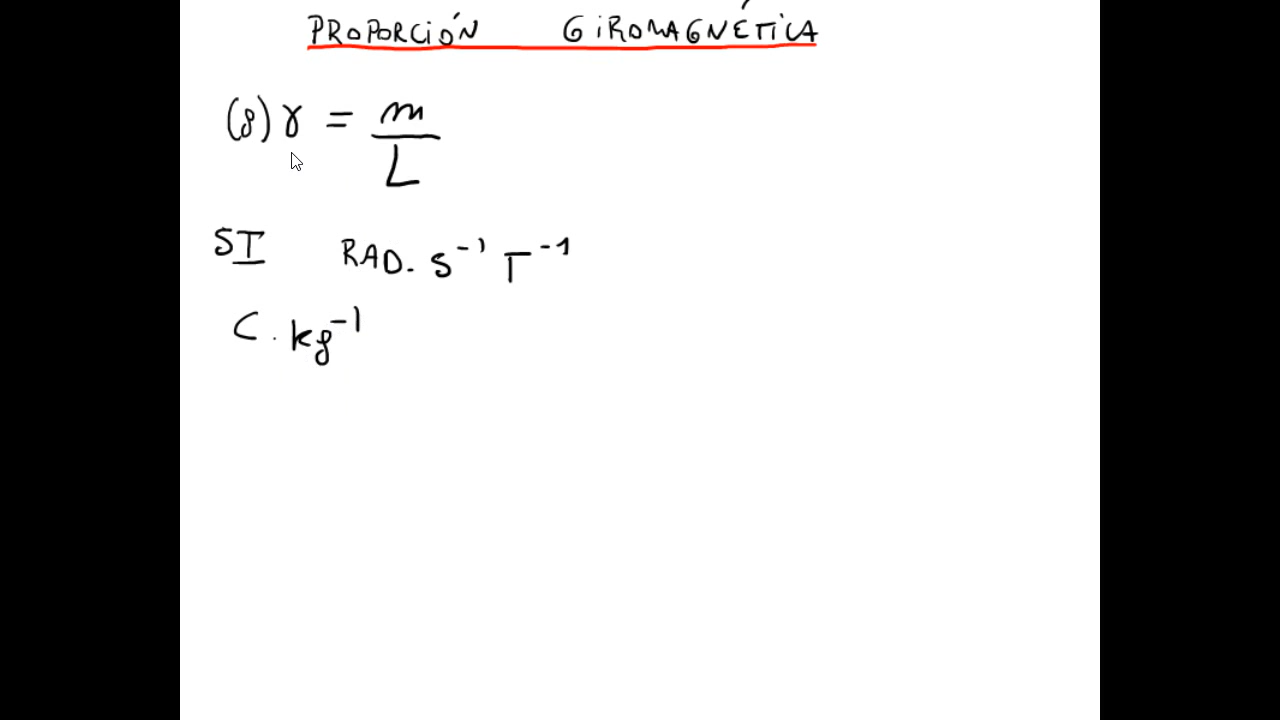 PROPORCIÓN GIROMAGNÉTICA
(g) γ = m / L
SI RAD. s⁻¹ T⁻¹
C. kg⁻¹